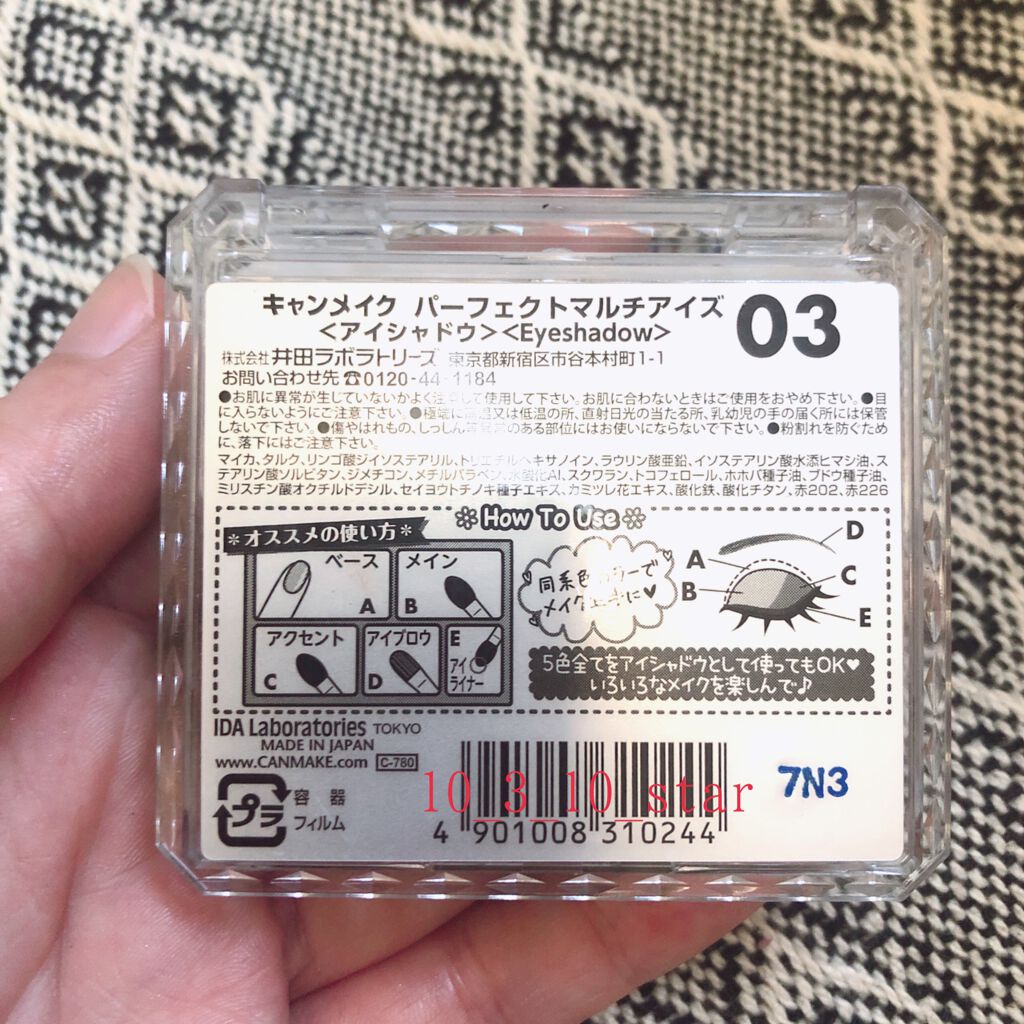 キャンメイク パーフェクトマルチアイズ
<アイシャドウ><Eyeshadow>
03
株式会社 井田ラボラトリーズ 東京都新宿区市谷本村町1-1
お問い合わせ先☎0120-44-1184
●お肌に異常が生じていないかよく注意して使用して下さい。お肌に合わないときはご使用をおやめ下さい。●目
に入らないようにご注意下さい。●極端に高温又は低温の所、直射日光の当たる所、乳幼児の手の届く所には保管
しないで下さい。●傷やはれもの、しっしん等異常のある部位にはお使いにならないで下さい。●粉割れを防ぐため
に、落下にはご注意下さい。
マイカ、タルク、リンゴ酸ジイソステアリル、トリエチルヘキサノイン、ラウリン酸亜鉛、イソステアリン酸水添ヒマシ油、ス
テアリン酸ソルビタン、ジメチコン、メチルパラベン、水酸化Al、スクワラン、トコフェロール、ホホバ種子油、ブドウ種子油、
ミリスチン酸オクチルドデシル、セイヨウトチノキ種子エキス、カミツレ花エキス、酸化鉄、酸化チタン、赤202、赤226
How To Use
*オススメの使い方*
ベース
A
メイン
B
アクセント
C
アイブロウ
D
E
アイ
ライナー
同系色カラーで
メイク上手に♥
A
B
D
C
E
5色全てをアイシャドウとして使ってもOK♥
いろいろなメイクを楽しんで♪
IDA Laboratories TOKYO
MADE IN JAPAN
www.CANMAKE.com C-780
プラ
容器
フィルム
10_3_10_star
4 901008 310244
7N3